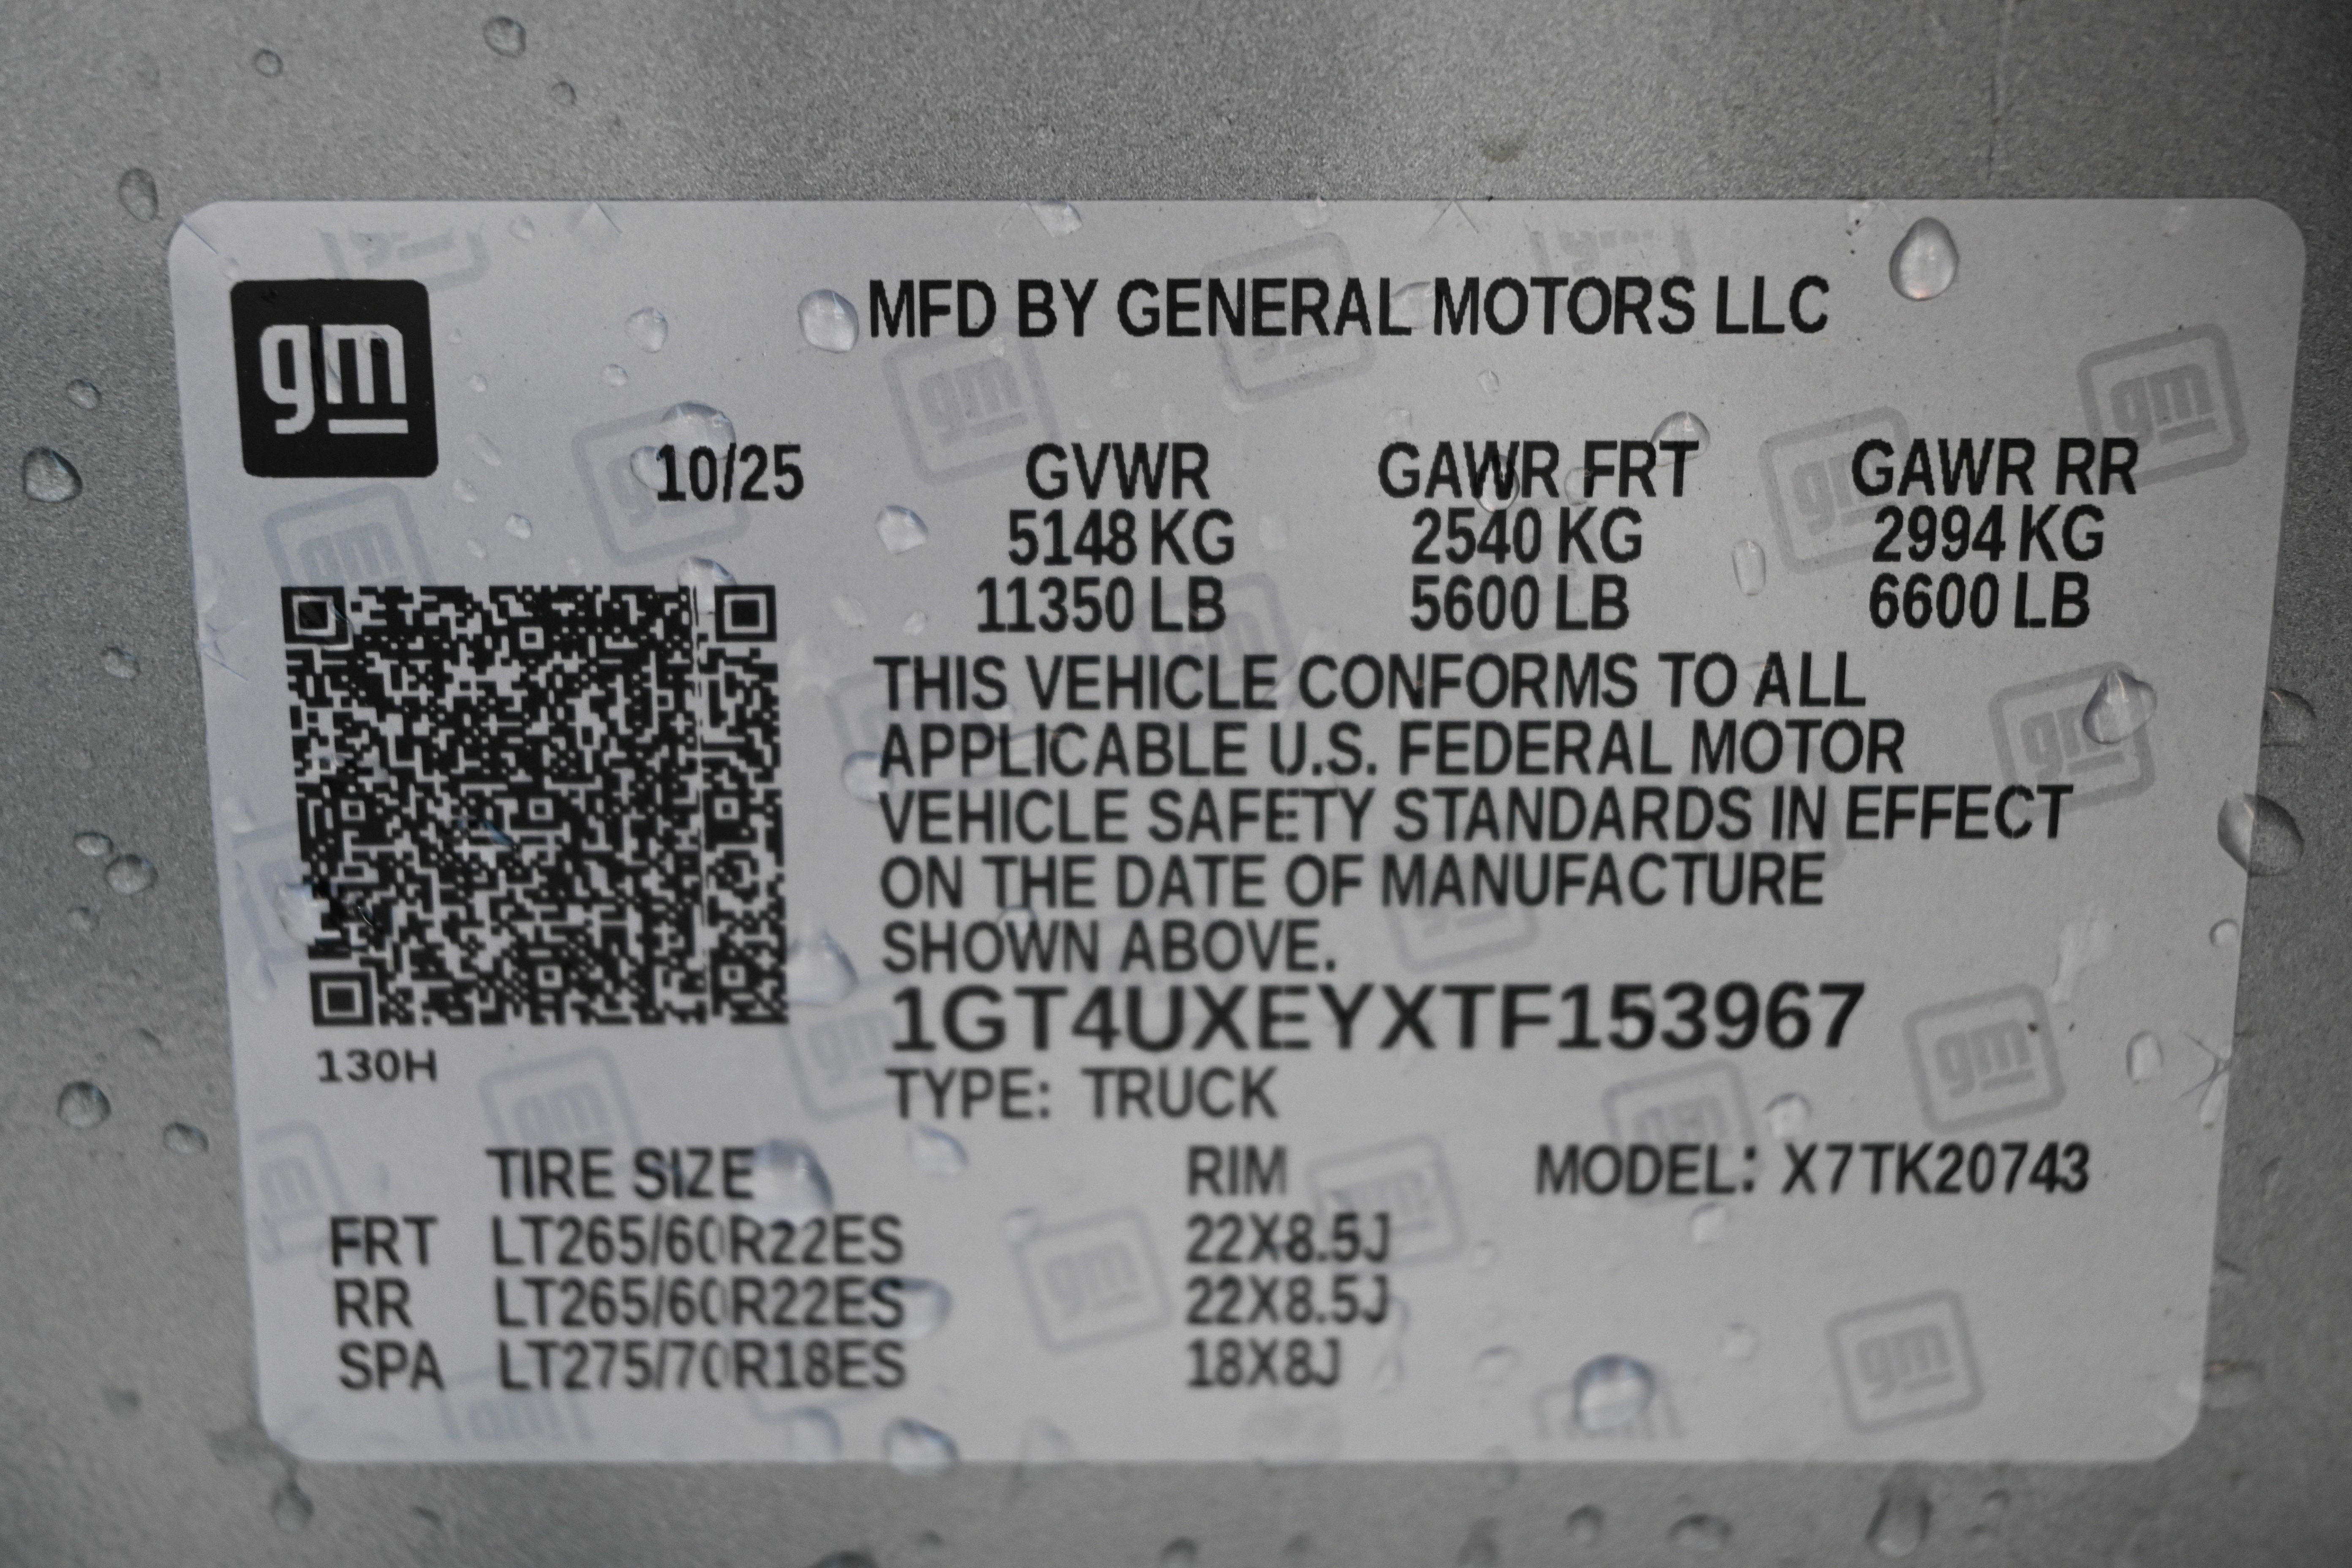 gm
MFD BY GENERAL MOTORS LLC
10/25 GVWR GAWR FRT GAWR RR
5148 KG 2540 KG 2994 KG
11350 LB 5600 LB 6600 LB
THIS VEHICLE CONFORMS TO ALL
APPLICABLE U.S. FEDERAL MOTOR
VEHICLE SAFETY STANDARDS IN EFFECT
ON THE DATE OF MANUFACTURE
SHOWN ABOVE.
1GT4UXEYXTF153967
130H
TYPE: TRUCK
TIRE SIZE RIM MODEL: X7TK20743
FRT LT265/60R22ES 22X8.5J
RR LT265/60R22ES 22X8.5J
SPA LT275/70R18ES 18X8J